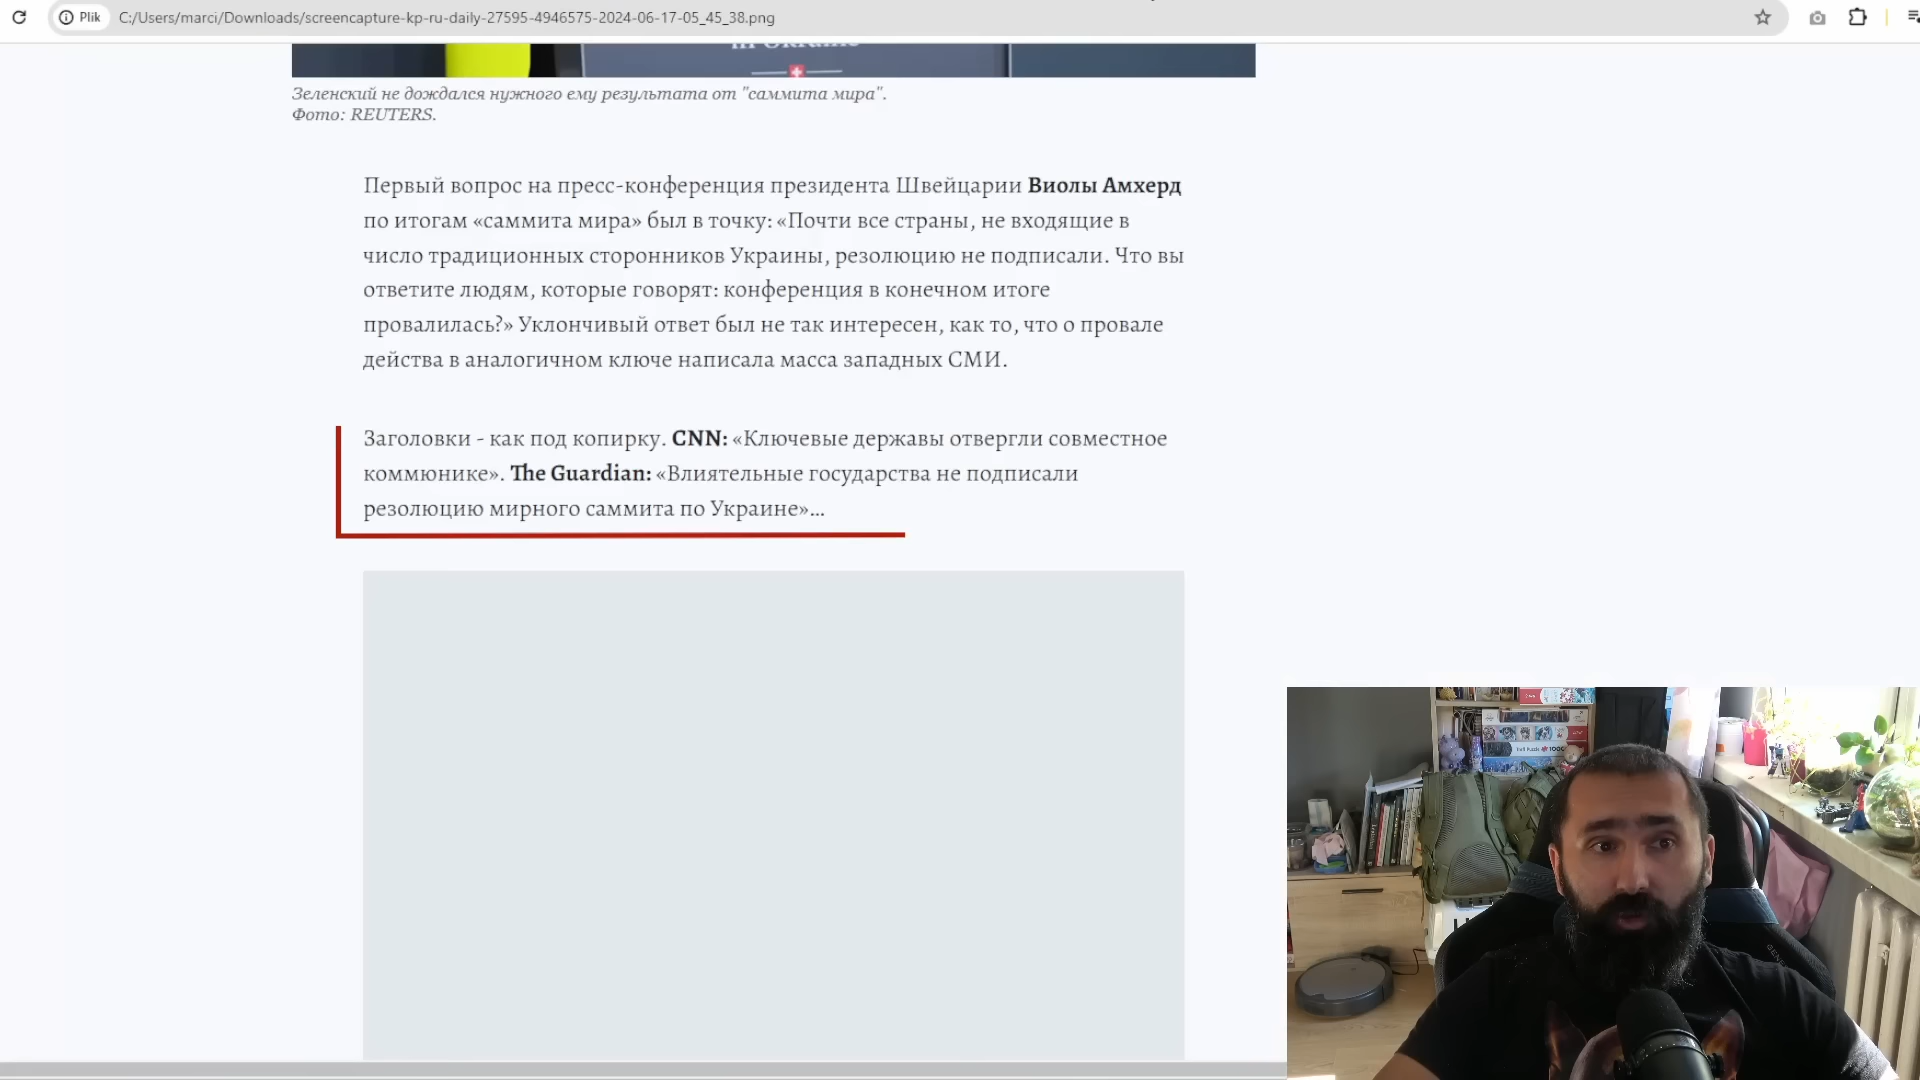 Plik
C:/Users/marci/Downloads/screencapture-kp-ru-daily-27595-4946575-2024-06-17-05_45_38.png
in Ukraine
Зеленский не дождался нужного ему результата от "саммита мира".
Фото: REUTERS.
Первый вопрос на пресс-конференция президента Швейцарии Виолы Амхерд
по итогам «саммита мира» был в точку: «Почти все страны, не входящие в
число традиционных сторонников Украины, резолюцию не подписали. Что вы
ответите людям, которые говорят: конференция в конечном итоге
провалилась?» Уклончивый ответ был не так интересен, как то, что о провале
действа в аналогичном ключе написала масса западных СМИ.
Заголовки - как под копирку. CNN: «Ключевые державы отвергли совместное
коммюнике». The Guardian: «Влиятельные государства не подписали
резолюцию мирного саммита по Украине»...